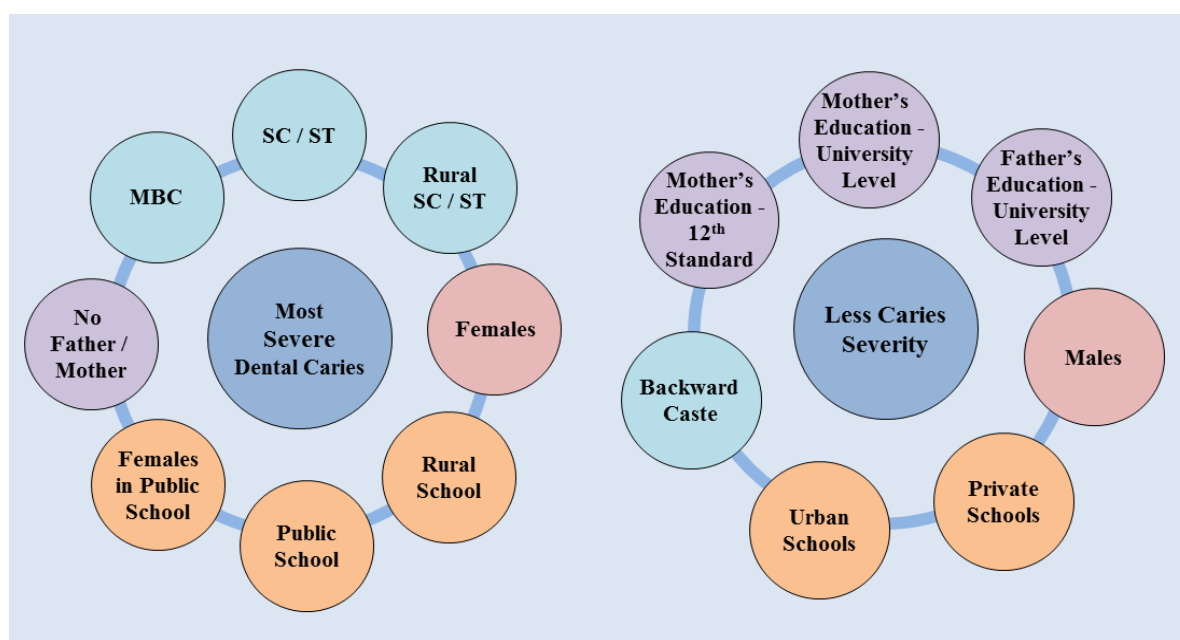 SC / ST
MBC
Rural
SC / ST
No
Father /
Mother
Most
Severe
Dental Caries
Females
Females
in Public
School
Public
School
Rural
School
Mother’s
Education -
University
Level
Mother’s
Education -
12th
Standard
Father’s
Education -
University
Level
Less Caries
Severity
Males
Backward
Caste
Urban
Schools
Private
Schools